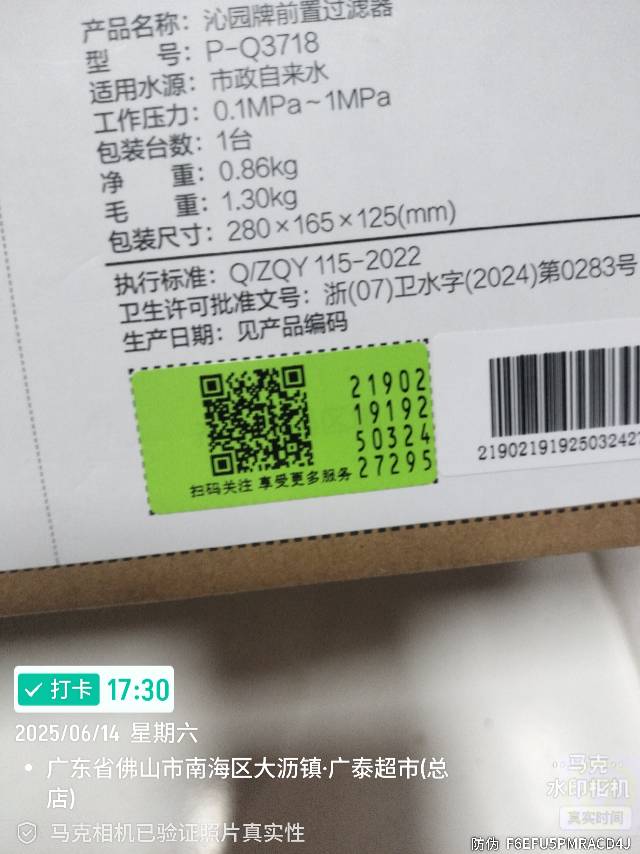 产品名称：沁园牌前置过滤器
型 号：P-Q3718
适用水源：市政自来水
工作压力：0.1MPa~1MPa
包装台数：1台
净 重：0.86kg
毛 重：1.30kg
包装尺寸：280×165×125(mm)
执行标准：Q/ZQY 115-2022
卫生许可批准文号：浙(07)卫水字(2024)第0283号
生产日期：见产品编码
21902
19192
50324
27295
扫码关注 享受更多服务
2190219192503242
打卡 17:30
2025/06/14 星期六
广东省佛山市南海区大沥镇·广泰超市(总
店)
马克相机已验证照片真实性
马克
水印相机
真实时间
防伪 F6EFU5PMRACD4J